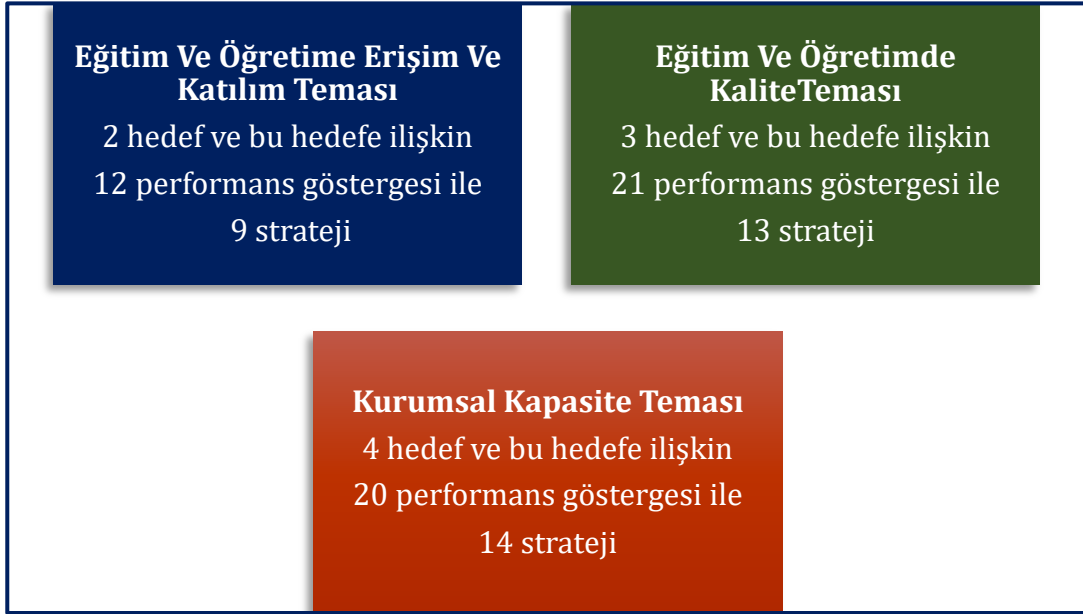 Eğitim Ve Öğretime Erişim Ve
Katılım Teması
2 hedef ve bu hedefe ilişkin
12 performans göstergesi ile
9 strateji
Eğitim Ve Öğretimde
KaliteTeması
3 hedef ve bu hedefe ilişkin
21 performans göstergesi ile
13 strateji
Kurumsal Kapasite Teması
4 hedef ve bu hedefe ilişkin
20 performans göstergesi ile
14 strateji